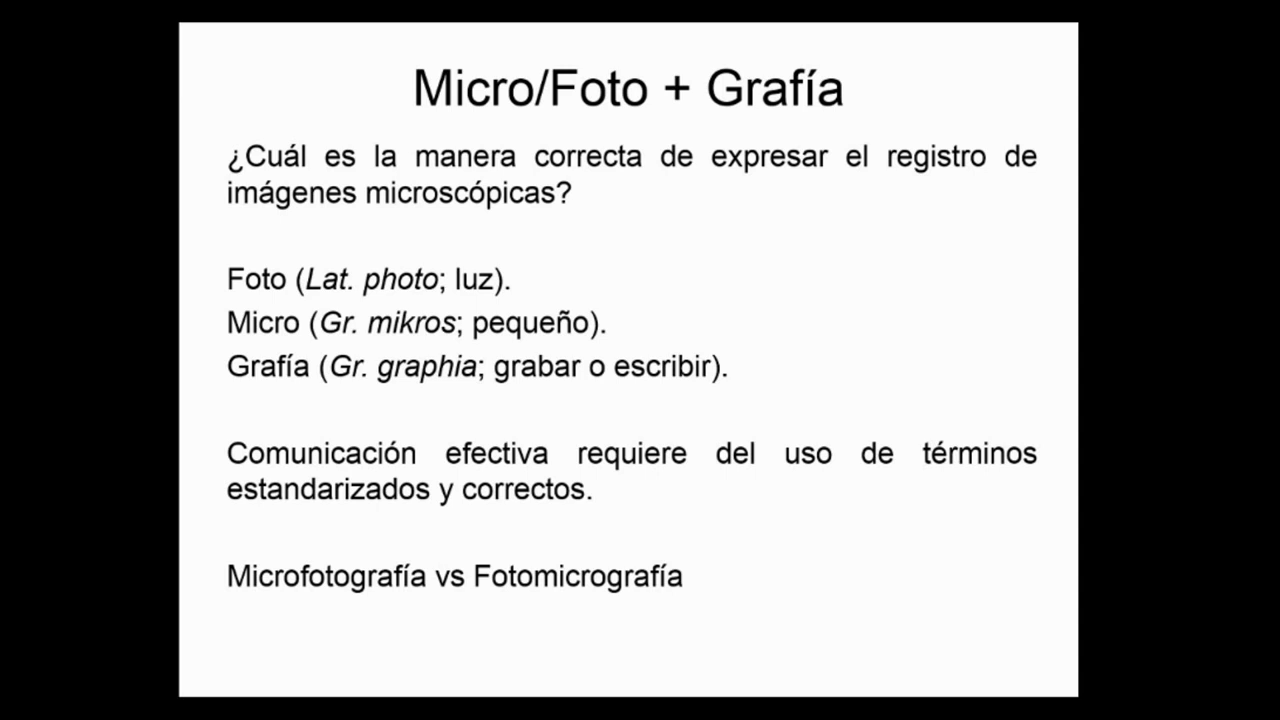 Micro/Foto + Grafía
¿Cuál es la manera correcta de expresar el registro de
imágenes microscópicas?
Foto (Lat. photo; luz).
Micro (Gr. mikros; pequeño).
Grafía (Gr. graphia; grabar o escribir).
Comunicación efectiva requiere del uso de términos
estandarizados y correctos.
Microfotografía vs Fotomicrografía